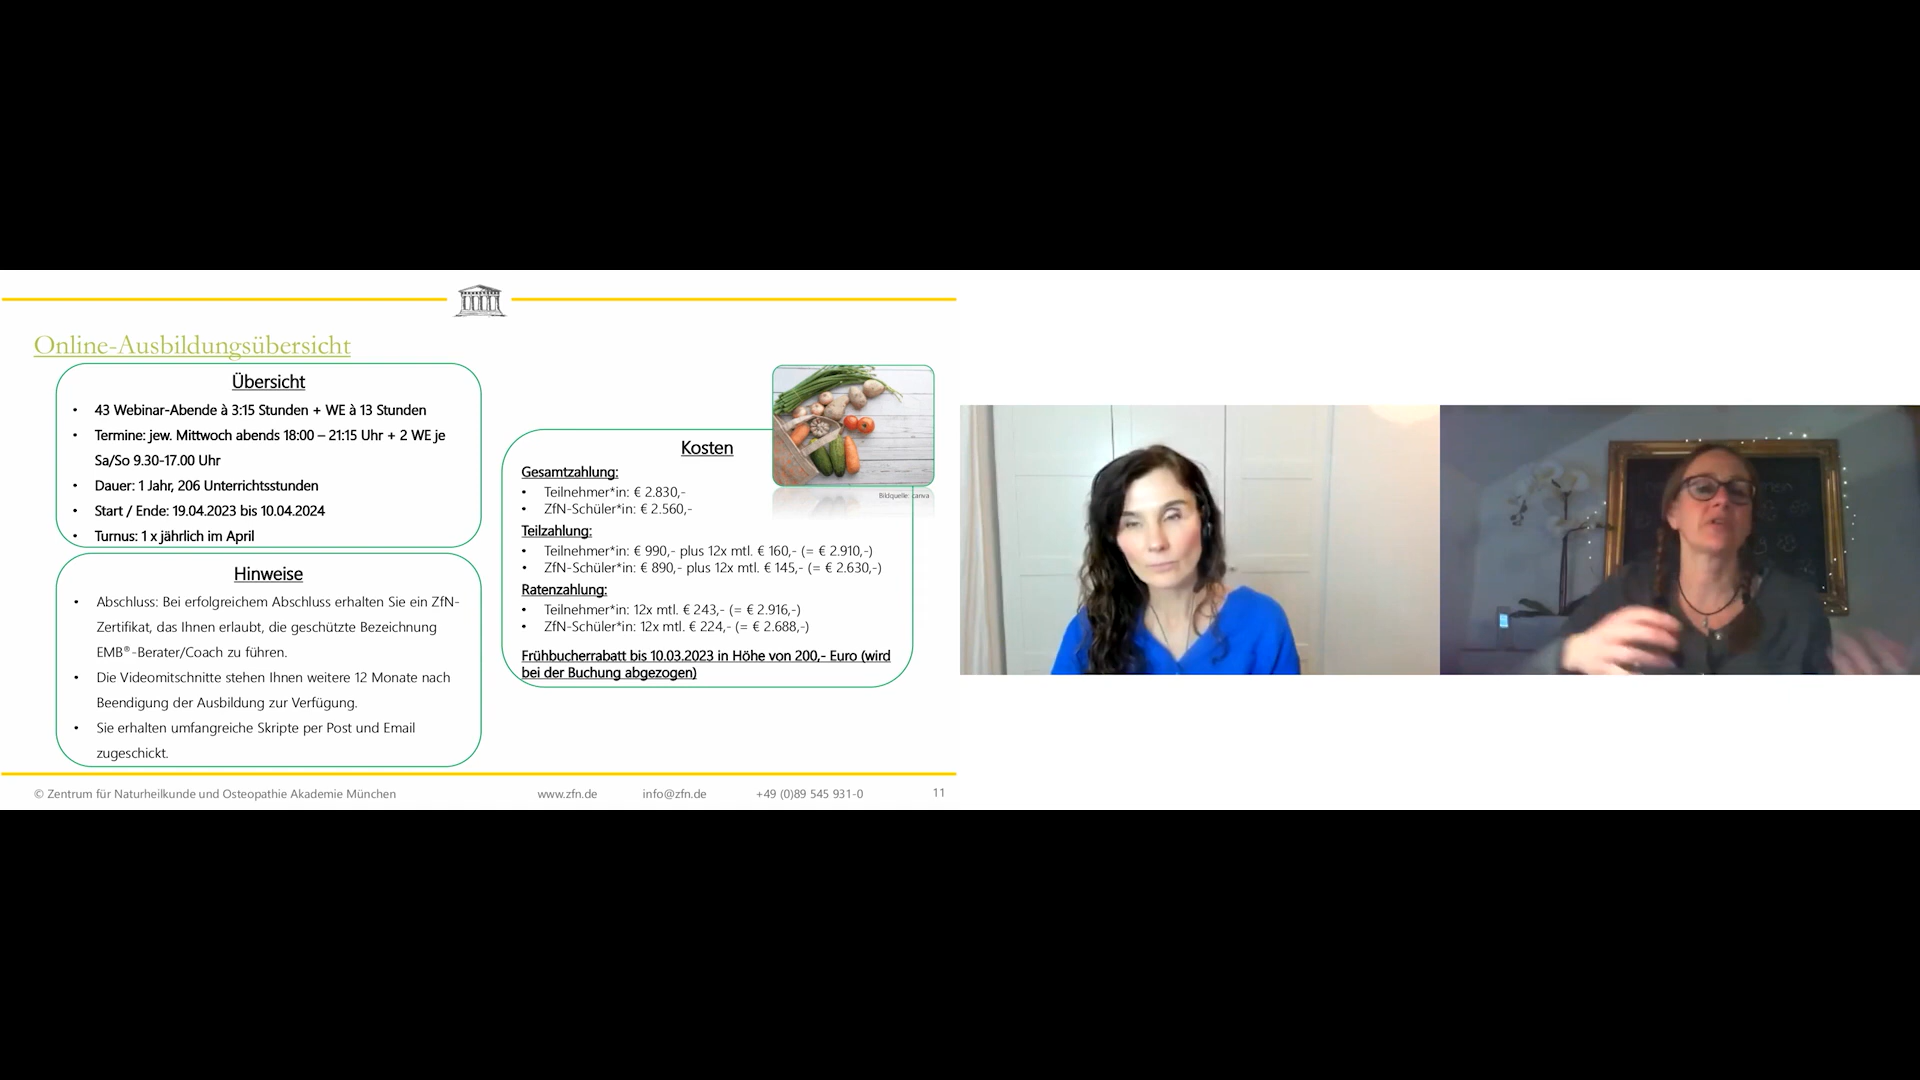 Online-Ausbildungsübersicht
Übersicht
• 43 Webinar-Abende à 3:15 Stunden + WE à 13 Stunden
• Termine: jew. Mittwoch abends 18:00 – 21:15 Uhr + 2 WE je
Sa/So 9.30-17.00 Uhr
• Dauer: 1 Jahr, 206 Unterrichtsstunden
• Start / Ende: 19.04.2023 bis 10.04.2024
• Turnus: 1 x jährlich im April
Hinweise
• Abschluss: Bei erfolgreichem Abschluss erhalten Sie ein ZfN-
Zertifikat, das Ihnen erlaubt, die geschützte Bezeichnung
EMB®-Berater/Coach zu führen.
• Die Videomitschnitte stehen Ihnen weitere 12 Monate nach
Beendigung der Ausbildung zur Verfügung.
• Sie erhalten umfangreiche Skripte per Post und Email
zugeschickt.
Kosten
Gesamtzahlung:
• Teilnehmer*in: € 2.830,-
• ZfN-Schüler*in: € 2.560,-
Bildquelle: canva
Teilzahlung:
• Teilnehmer*in: € 990,- plus 12x mtl. € 160,- (= € 2.910,-)
• ZfN-Schüler*in: € 890,- plus 12x mtl. € 145,- (= € 2.630,-)
Ratenzahlung:
• Teilnehmer*in: 12x mtl. € 243,- (= € 2.916,-)
• ZfN-Schüler*in: 12x mtl. € 224,- (= € 2.688,-)
Frühbucherrabatt bis 10.03.2023 in Höhe von 200,- Euro (wird
bei der Buchung abgezogen)
© Zentrum für Naturheilkunde und Osteopathie Akademie München www.zfn.de info@zfn.de +49 (0)89 545 931-0 11